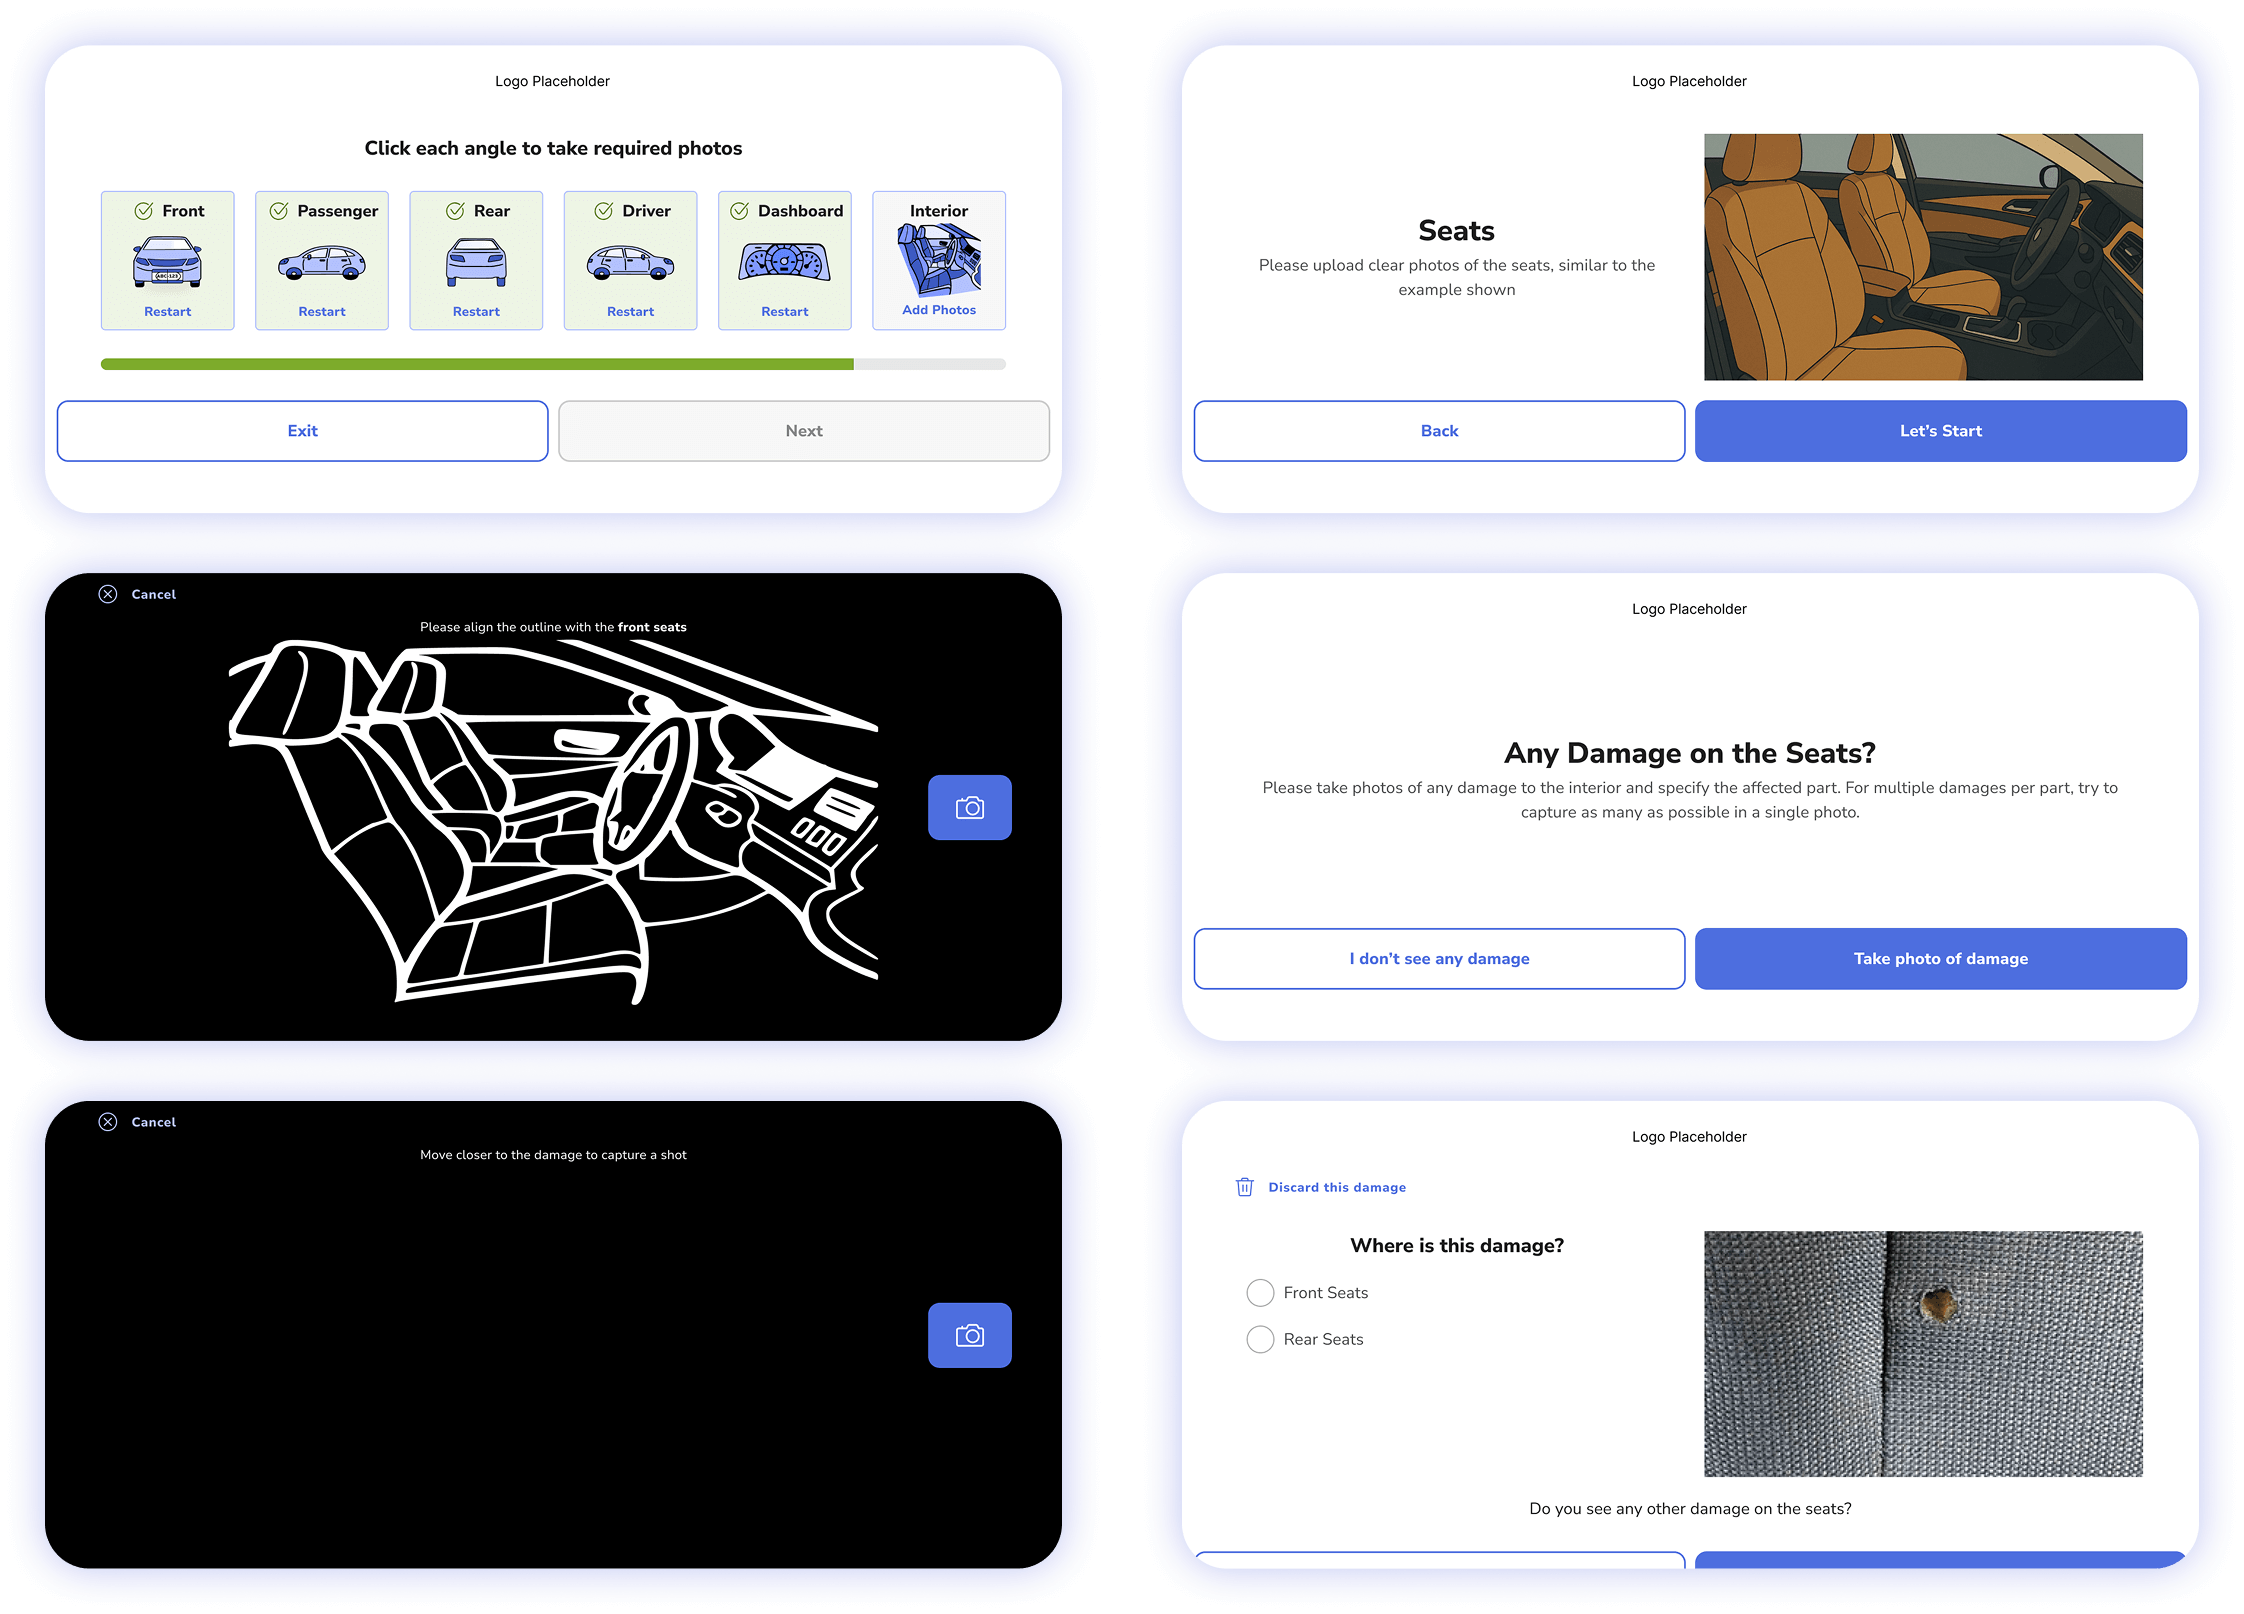 Logo Placeholder
Click each angle to take required photos
Front
Passenger
Rear
Driver
Dashboard
Interior
ABC-123
Restart
Restart
Restart
Restart
Restart
Add Photos
Exit
Next
Logo Placeholder
Seats
Please upload clear photos of the seats, similar to the
example shown
Back
Let's Start
Cancel
Please align the outline with the front seats
Logo Placeholder
Any Damage on the Seats?
Please take photos of any damage to the interior and specify the affected part. For multiple damages per part, try to
capture as many as possible in a single photo.
I don't see any damage
Take photo of damage
Cancel
Move closer to the damage to capture a shot
Logo Placeholder
Discard this damage
Where is this damage?
Front Seats
Rear Seats
Do you see any other damage on the seats?